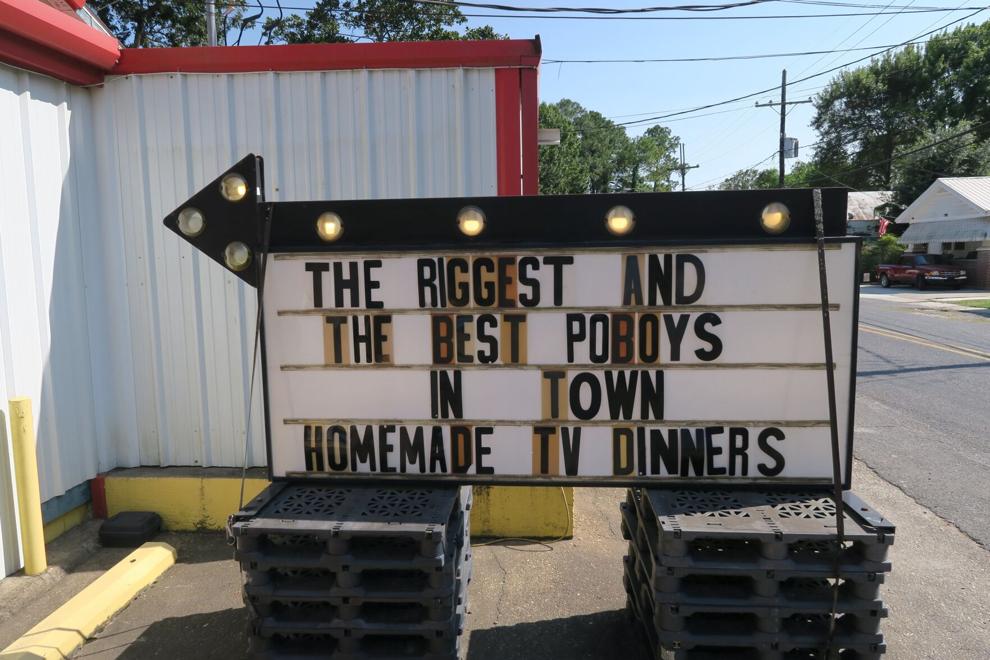 THE RIGGEST AND
THE BEST POBOYS
IN TOWN
HOMEMADE TV DINNERS